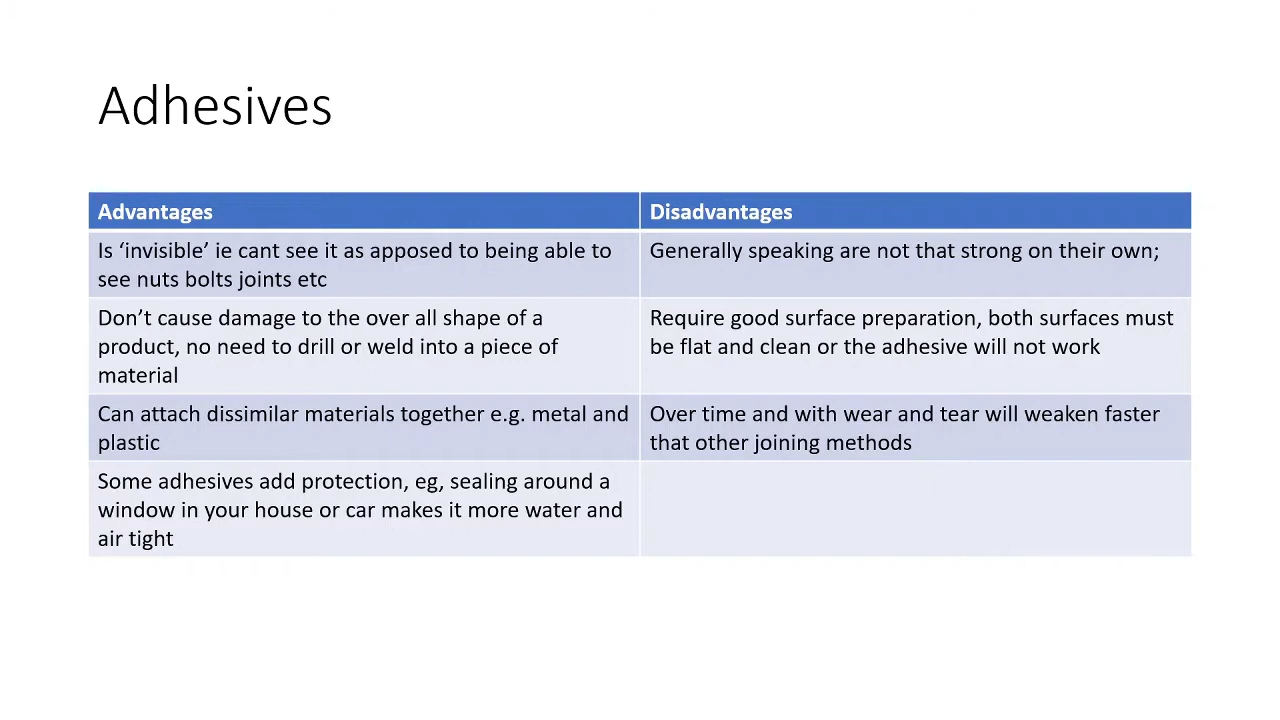 Adhesives
Advantages
Disadvantages
Is ‘invisible’ ie cant see it as apposed to being able to
see nuts bolts joints etc
Generally speaking are not that strong on their own;
Don’t cause damage to the over all shape of a
product, no need to drill or weld into a piece of
material
Require good surface preparation, both surfaces must
be flat and clean or the adhesive will not work
Can attach dissimilar materials together e.g. metal and
plastic
Over time and with wear and tear will weaken faster
that other joining methods
Some adhesives add protection, eg, sealing around a
window in your house or car makes it more water and
air tight